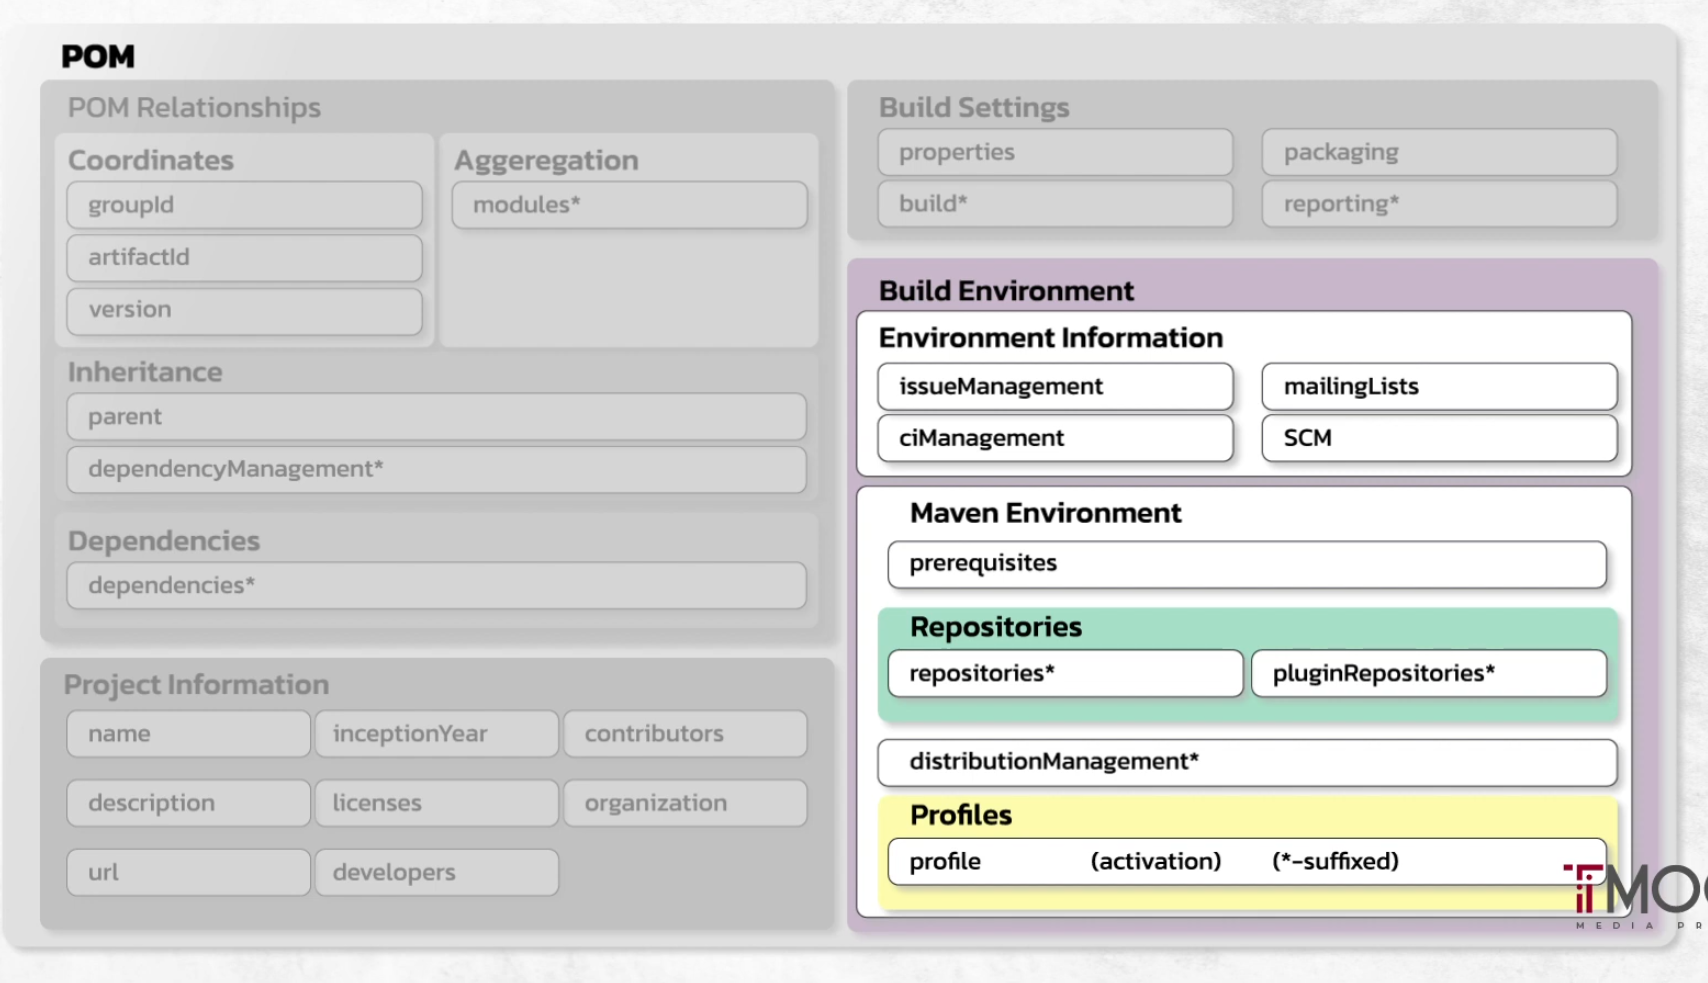 POM
POM Relationships
Coordinates
groupId
artifactId
version
Aggeregation
modules*
Inheritance
parent
dependencyManagement*
Dependencies
dependencies*
Project Information
name
inceptionYear
contributors
description
licenses
organization
url
developers
Build Settings
properties
packaging
build*
reporting*
Build Environment
Environment Information
issueManagement
mailingLists
ciManagement
SCM
Maven Environment
prerequisites
Repositories
repositories*
pluginRepositories*
distributionManagement*
Profiles
profile (activation) (*-suffixed)
MEDIA PR